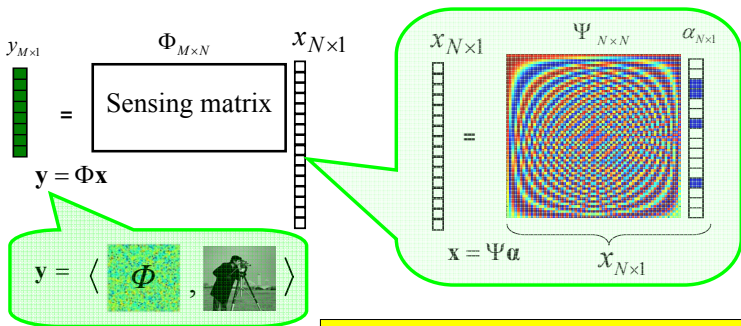 y_{M×1}
=
Φ_{M×N}
Sensing matrix
x_{N×1}
y = Φx
y = ⟨ Φ , ⟩
x_{N×1}
=
Ψ_{N×N}
α_{N×1}
x = Ψα
x_{N×1}